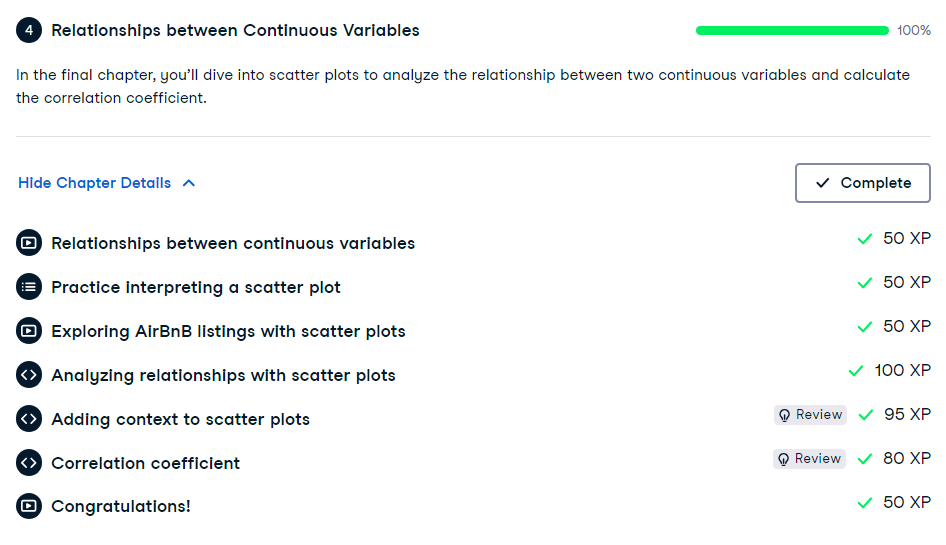 4 Relationships between Continuous Variables 100%
In the final chapter, you'll dive into scatter plots to analyze the relationship between two continuous variables and calculate
the correlation coefficient.
Hide Chapter Details Complete
Relationships between continuous variables 50 XP
Practice interpreting a scatter plot 50 XP
Exploring AirBnB listings with scatter plots 50 XP
Analyzing relationships with scatter plots 100 XP
Adding context to scatter plots Review 95 XP
Correlation coefficient Review 80 XP
Congratulations! 50 XP